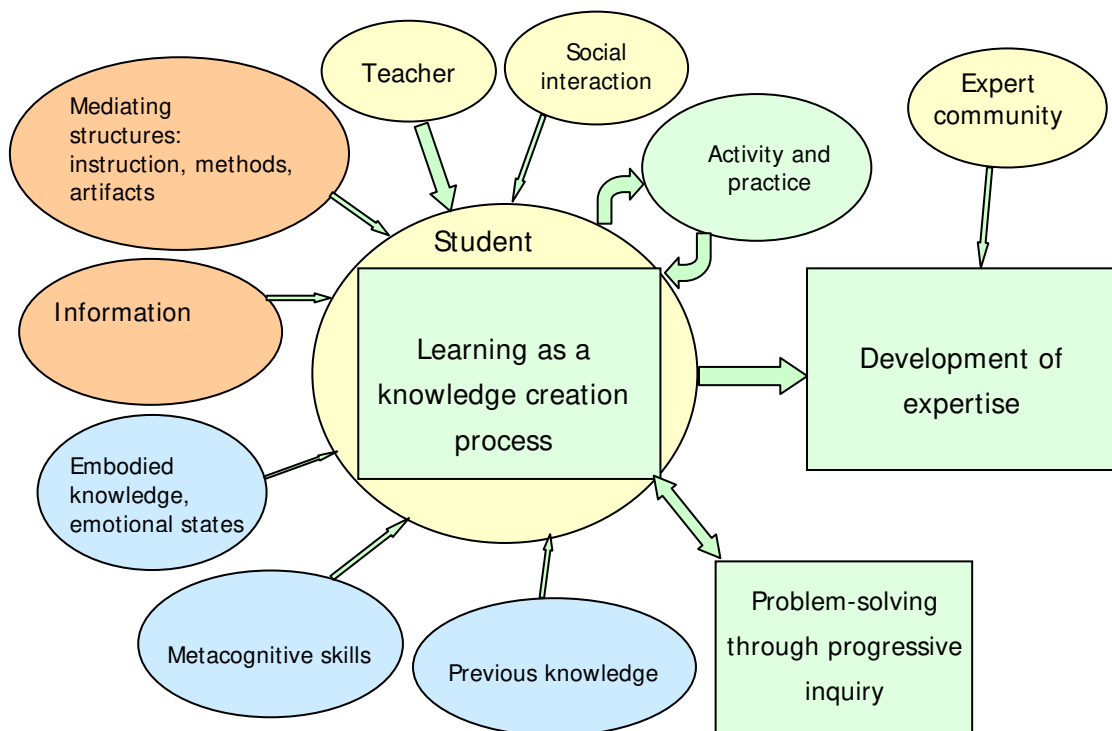 Teacher
Social
interaction
Expert
community
Mediating
structures:
instruction, methods,
artifacts
Activity and
practice
Student
Information
Learning as a
knowledge creation
process
Development of
expertise
Embodied
knowledge,
emotional states
Metacognitive skills
Previous knowledge
Problem-solving
through progressive
inquiry